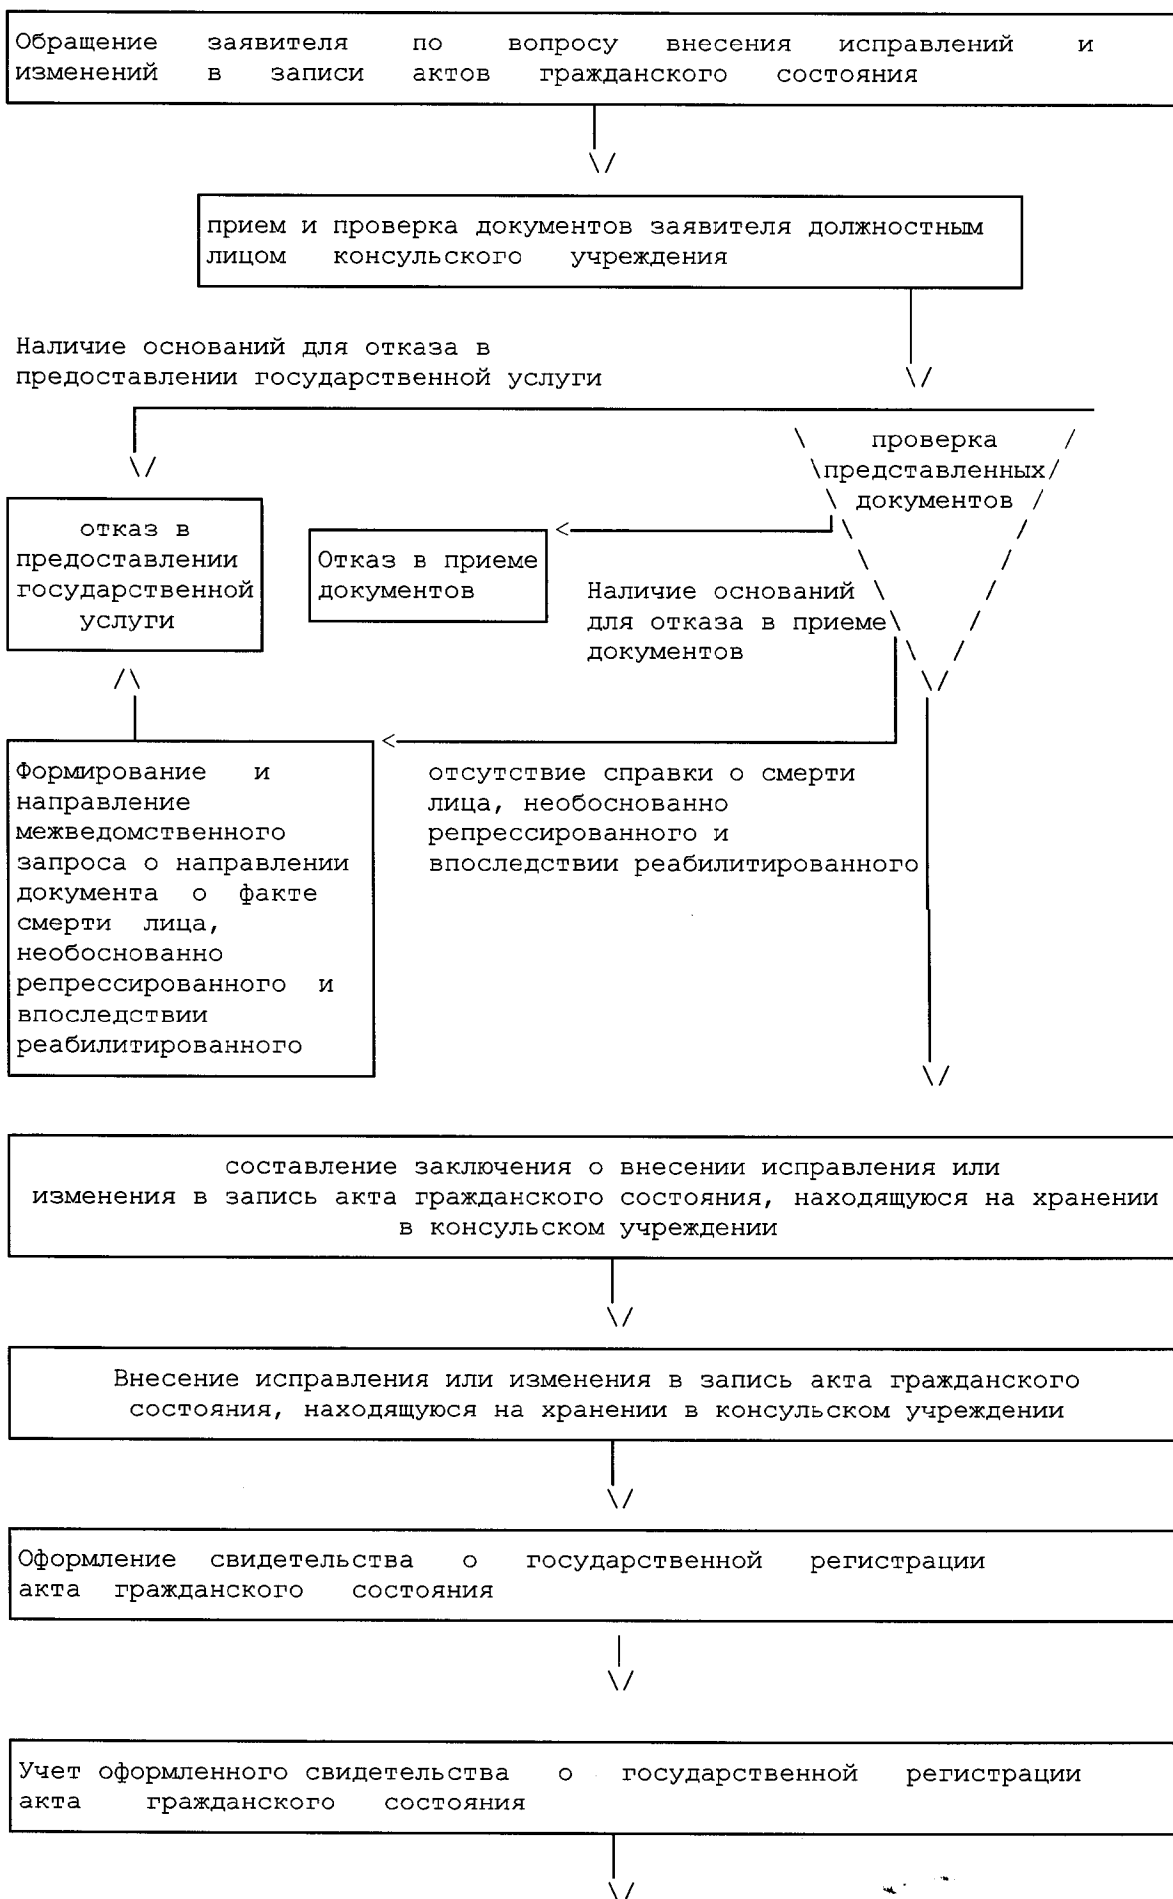 Обращение заявителя по вопросу внесения исправлений и
изменений в записи актов гражданского состояния
прием и проверка документов заявителя должностным
лицом консульского учреждения
Наличие оснований для отказа в
предоставлении государственной услуги
проверка
представленных
документов
отказ в
предоставлении
государственной
услуги
Отказ в приеме
документов
Наличие оснований
для отказа в приеме
документов
Формирование и
направление
межведомственного
запроса о направлении
документа о факте
смерти лица,
необоснованно
репрессированного и
впоследствии
реабилитированного
отсутствие справки о смерти
лица, необоснованно
репрессированного и
впоследствии реабилитированного
составление заключения о внесении исправления или
изменения в запись акта гражданского состояния, находящуюся на хранении
в консульском учреждении
Внесение исправления или изменения в запись акта гражданского
состояния, находящуюся на хранении в консульском учреждении
Оформление свидетельства о государственной регистрации
акта гражданского состояния
Учет оформленного свидетельства о государственной регистрации
акта гражданского состояния